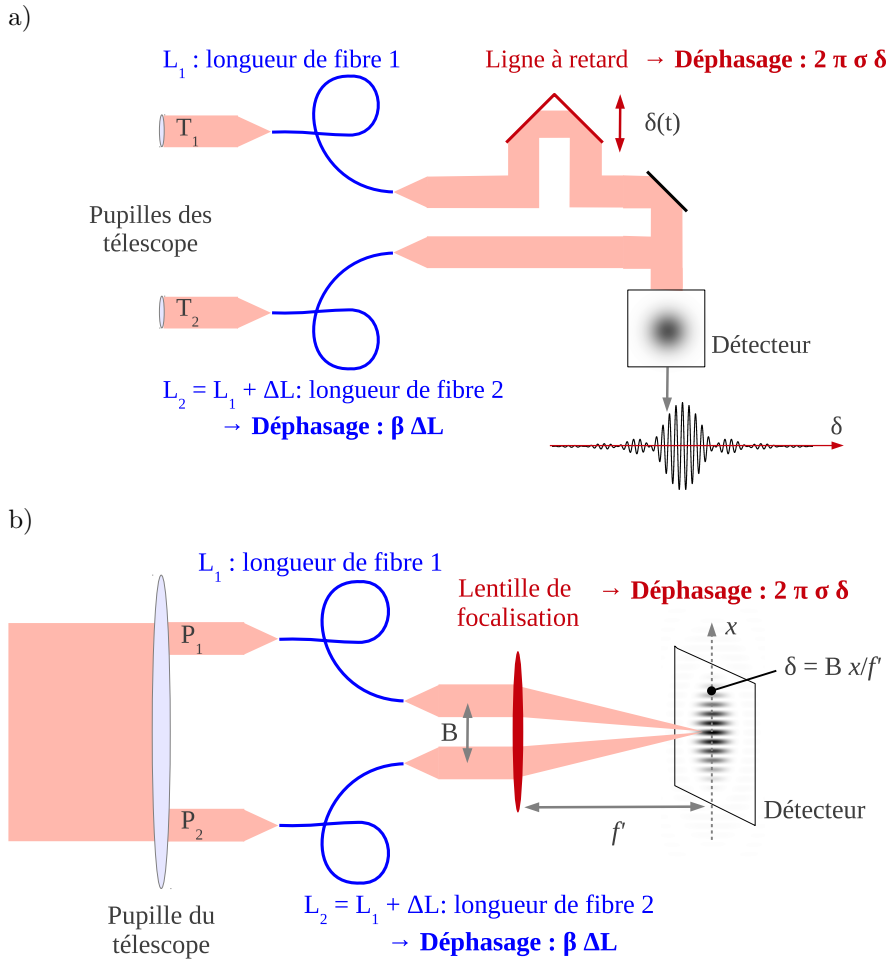 a)
L1 : longueur de fibre 1
Ligne à retard → Déphasage : 2 π σ δ
T1
δ(t)
Pupilles des
télescope
T2
Détecteur
L2 = L1 + ΔL: longueur de fibre 2
→ Déphasage : β ΔL
δ
b)
L1 : longueur de fibre 1
Lentille de
focalisation
→ Déphasage : 2 π σ δ
P1
x
δ = B x/f'
B
P2
Détecteur
f'
L2 = L1 + ΔL: longueur de fibre 2
Pupille du
télescope
→ Déphasage : β ΔL